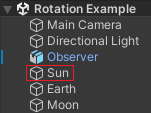 Rotation Example
Main Camera
Directional Light
Observer
Sun
Earth
Moon